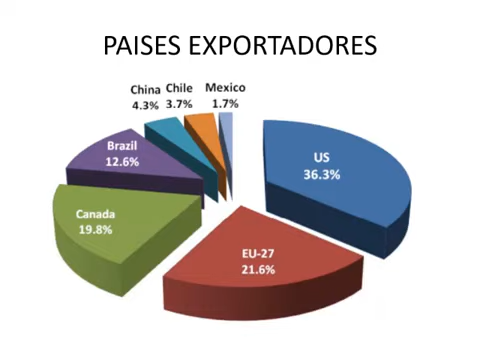 PAISES EXPORTADORES
China
4.3%
Chile
3.7%
Mexico
1.7%
Brazil
12.6%
US
36.3%
Canada
19.8%
EU-27
21.6%